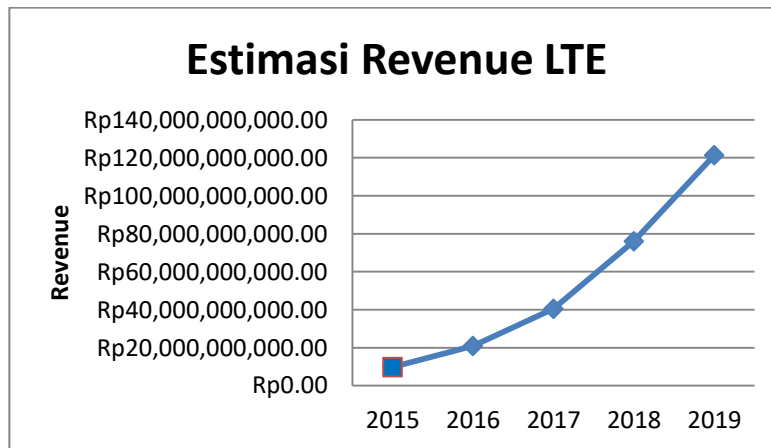 Estimasi Revenue LTE
Revenue
Rp140,000,000,000.00
Rp120,000,000,000.00
Rp100,000,000,000.00
Rp80,000,000,000.00
Rp60,000,000,000.00
Rp40,000,000,000.00
Rp20,000,000,000.00
Rp0.00
2015 2016 2017 2018 2019